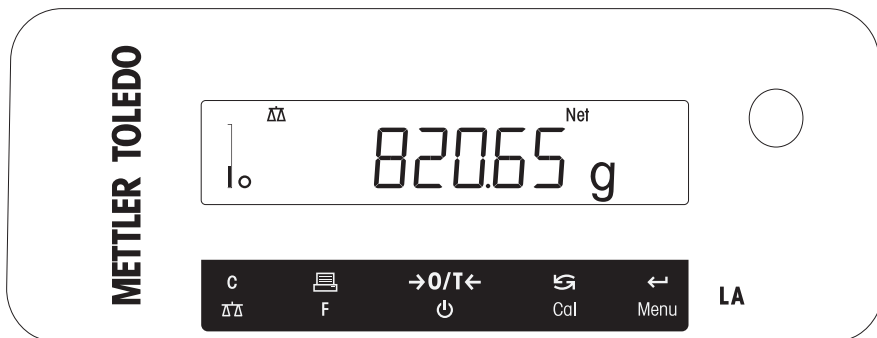 METTLER TOLEDO
Net
820.65 g
C →0/T←
F Cal Menu
LA